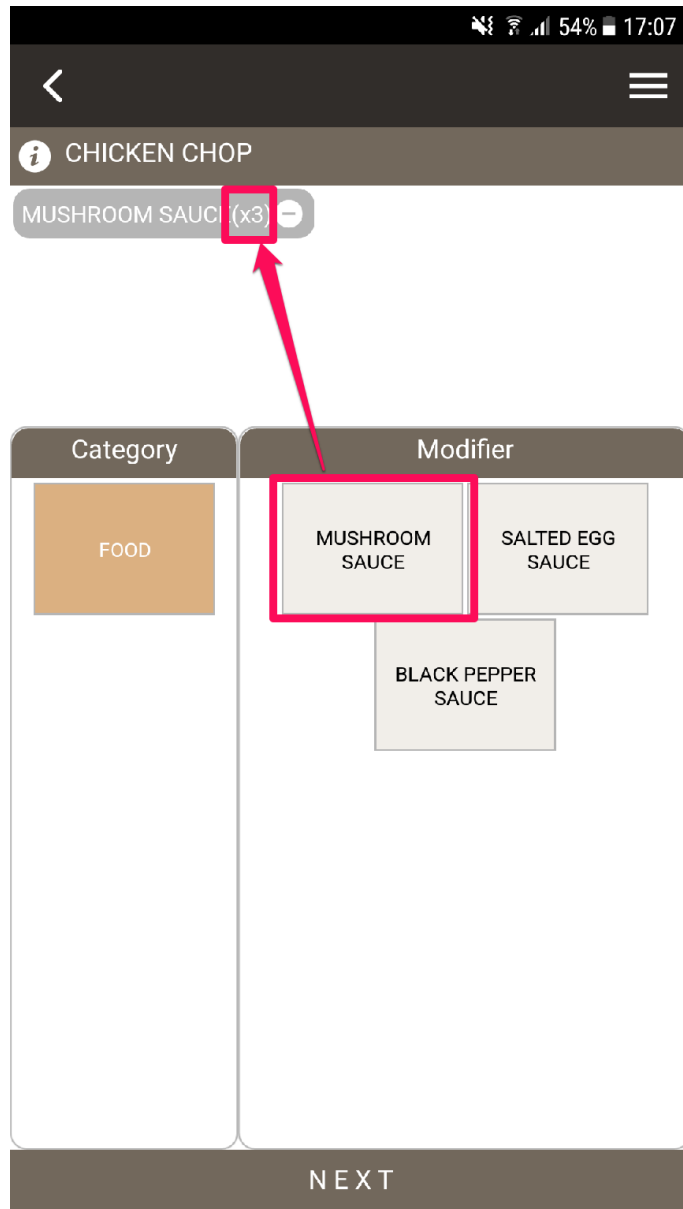 54% 17:07
CHICKEN CHOP
MUSHROOM SAUCE(x3)
Category
Modifier
FOOD
MUSHROOM
SAUCE
SALTED EGG
SAUCE
BLACK PEPPER
SAUCE
NEXT